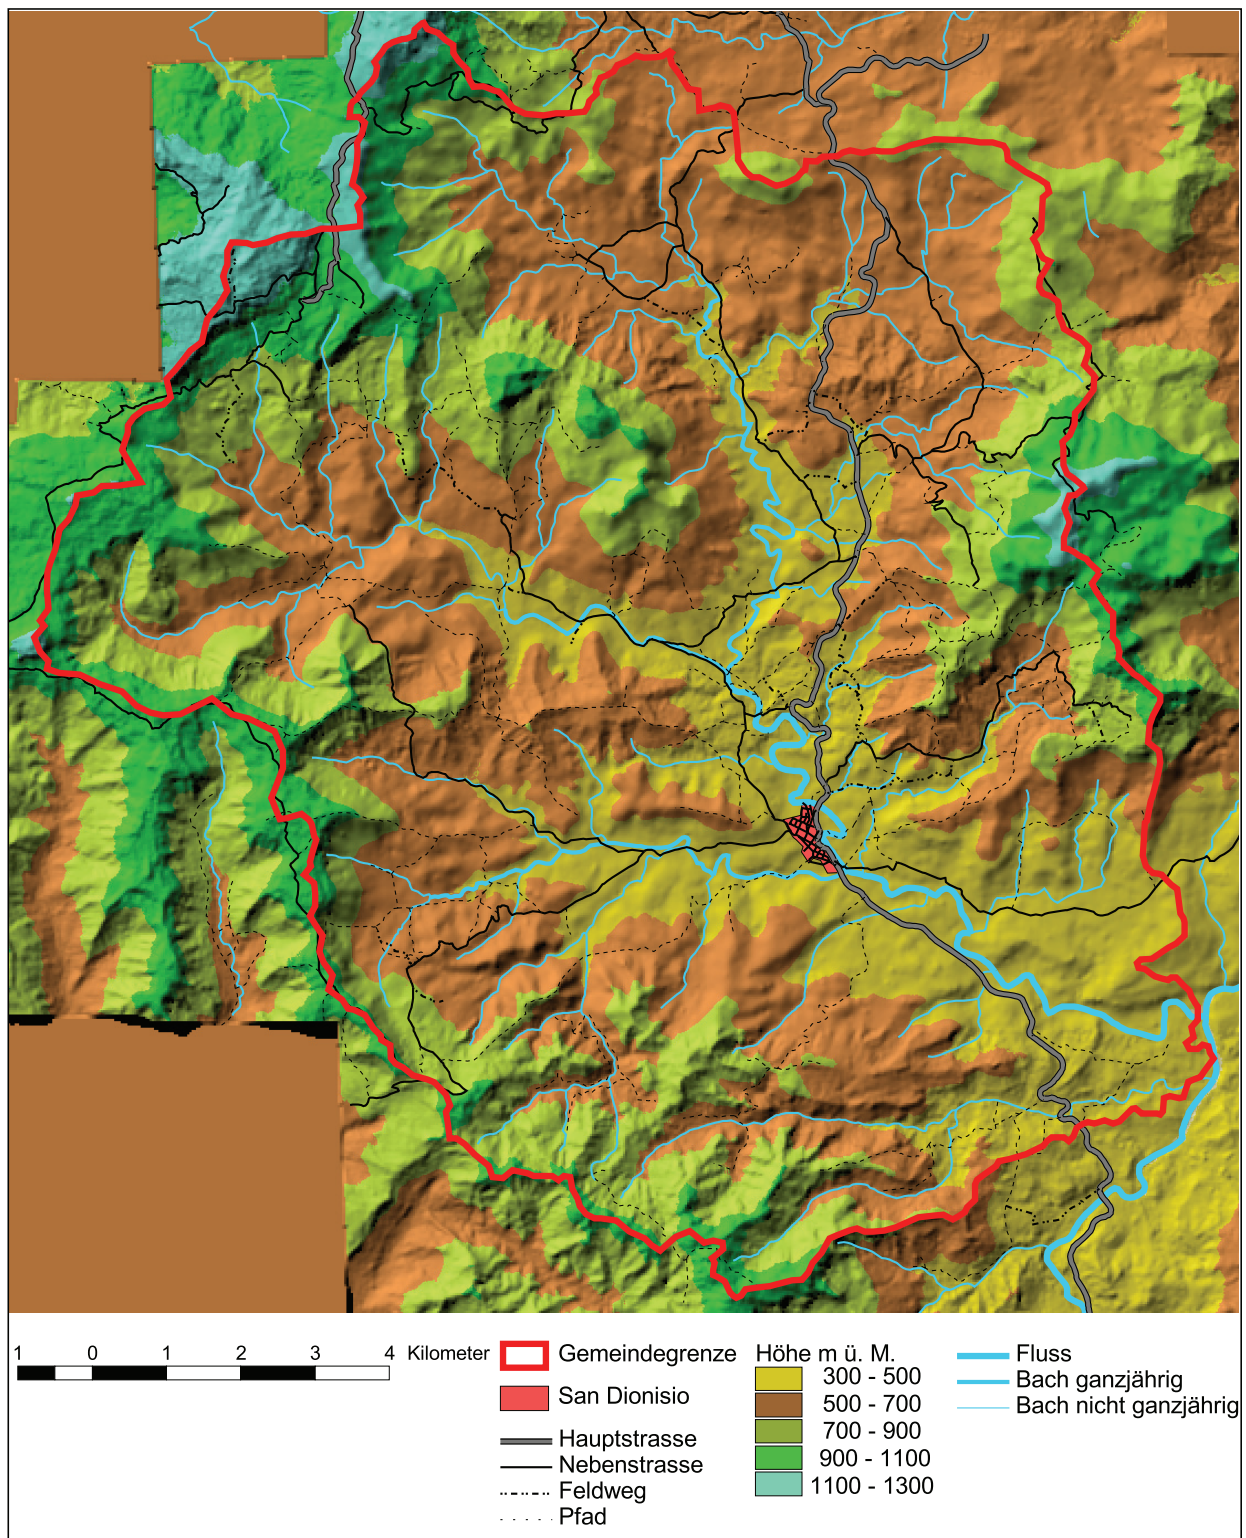 1 0 1 2 3 4 Kilometer
Gemeindegrenze
San Dionisio
Hauptstrasse
Nebenstrasse
Feldweg
Pfad
Höhe m ü. M.
300 - 500
500 - 700
700 - 900
900 - 1100
1100 - 1300
Fluss
Bach ganzjährig
Bach nicht ganzjährig